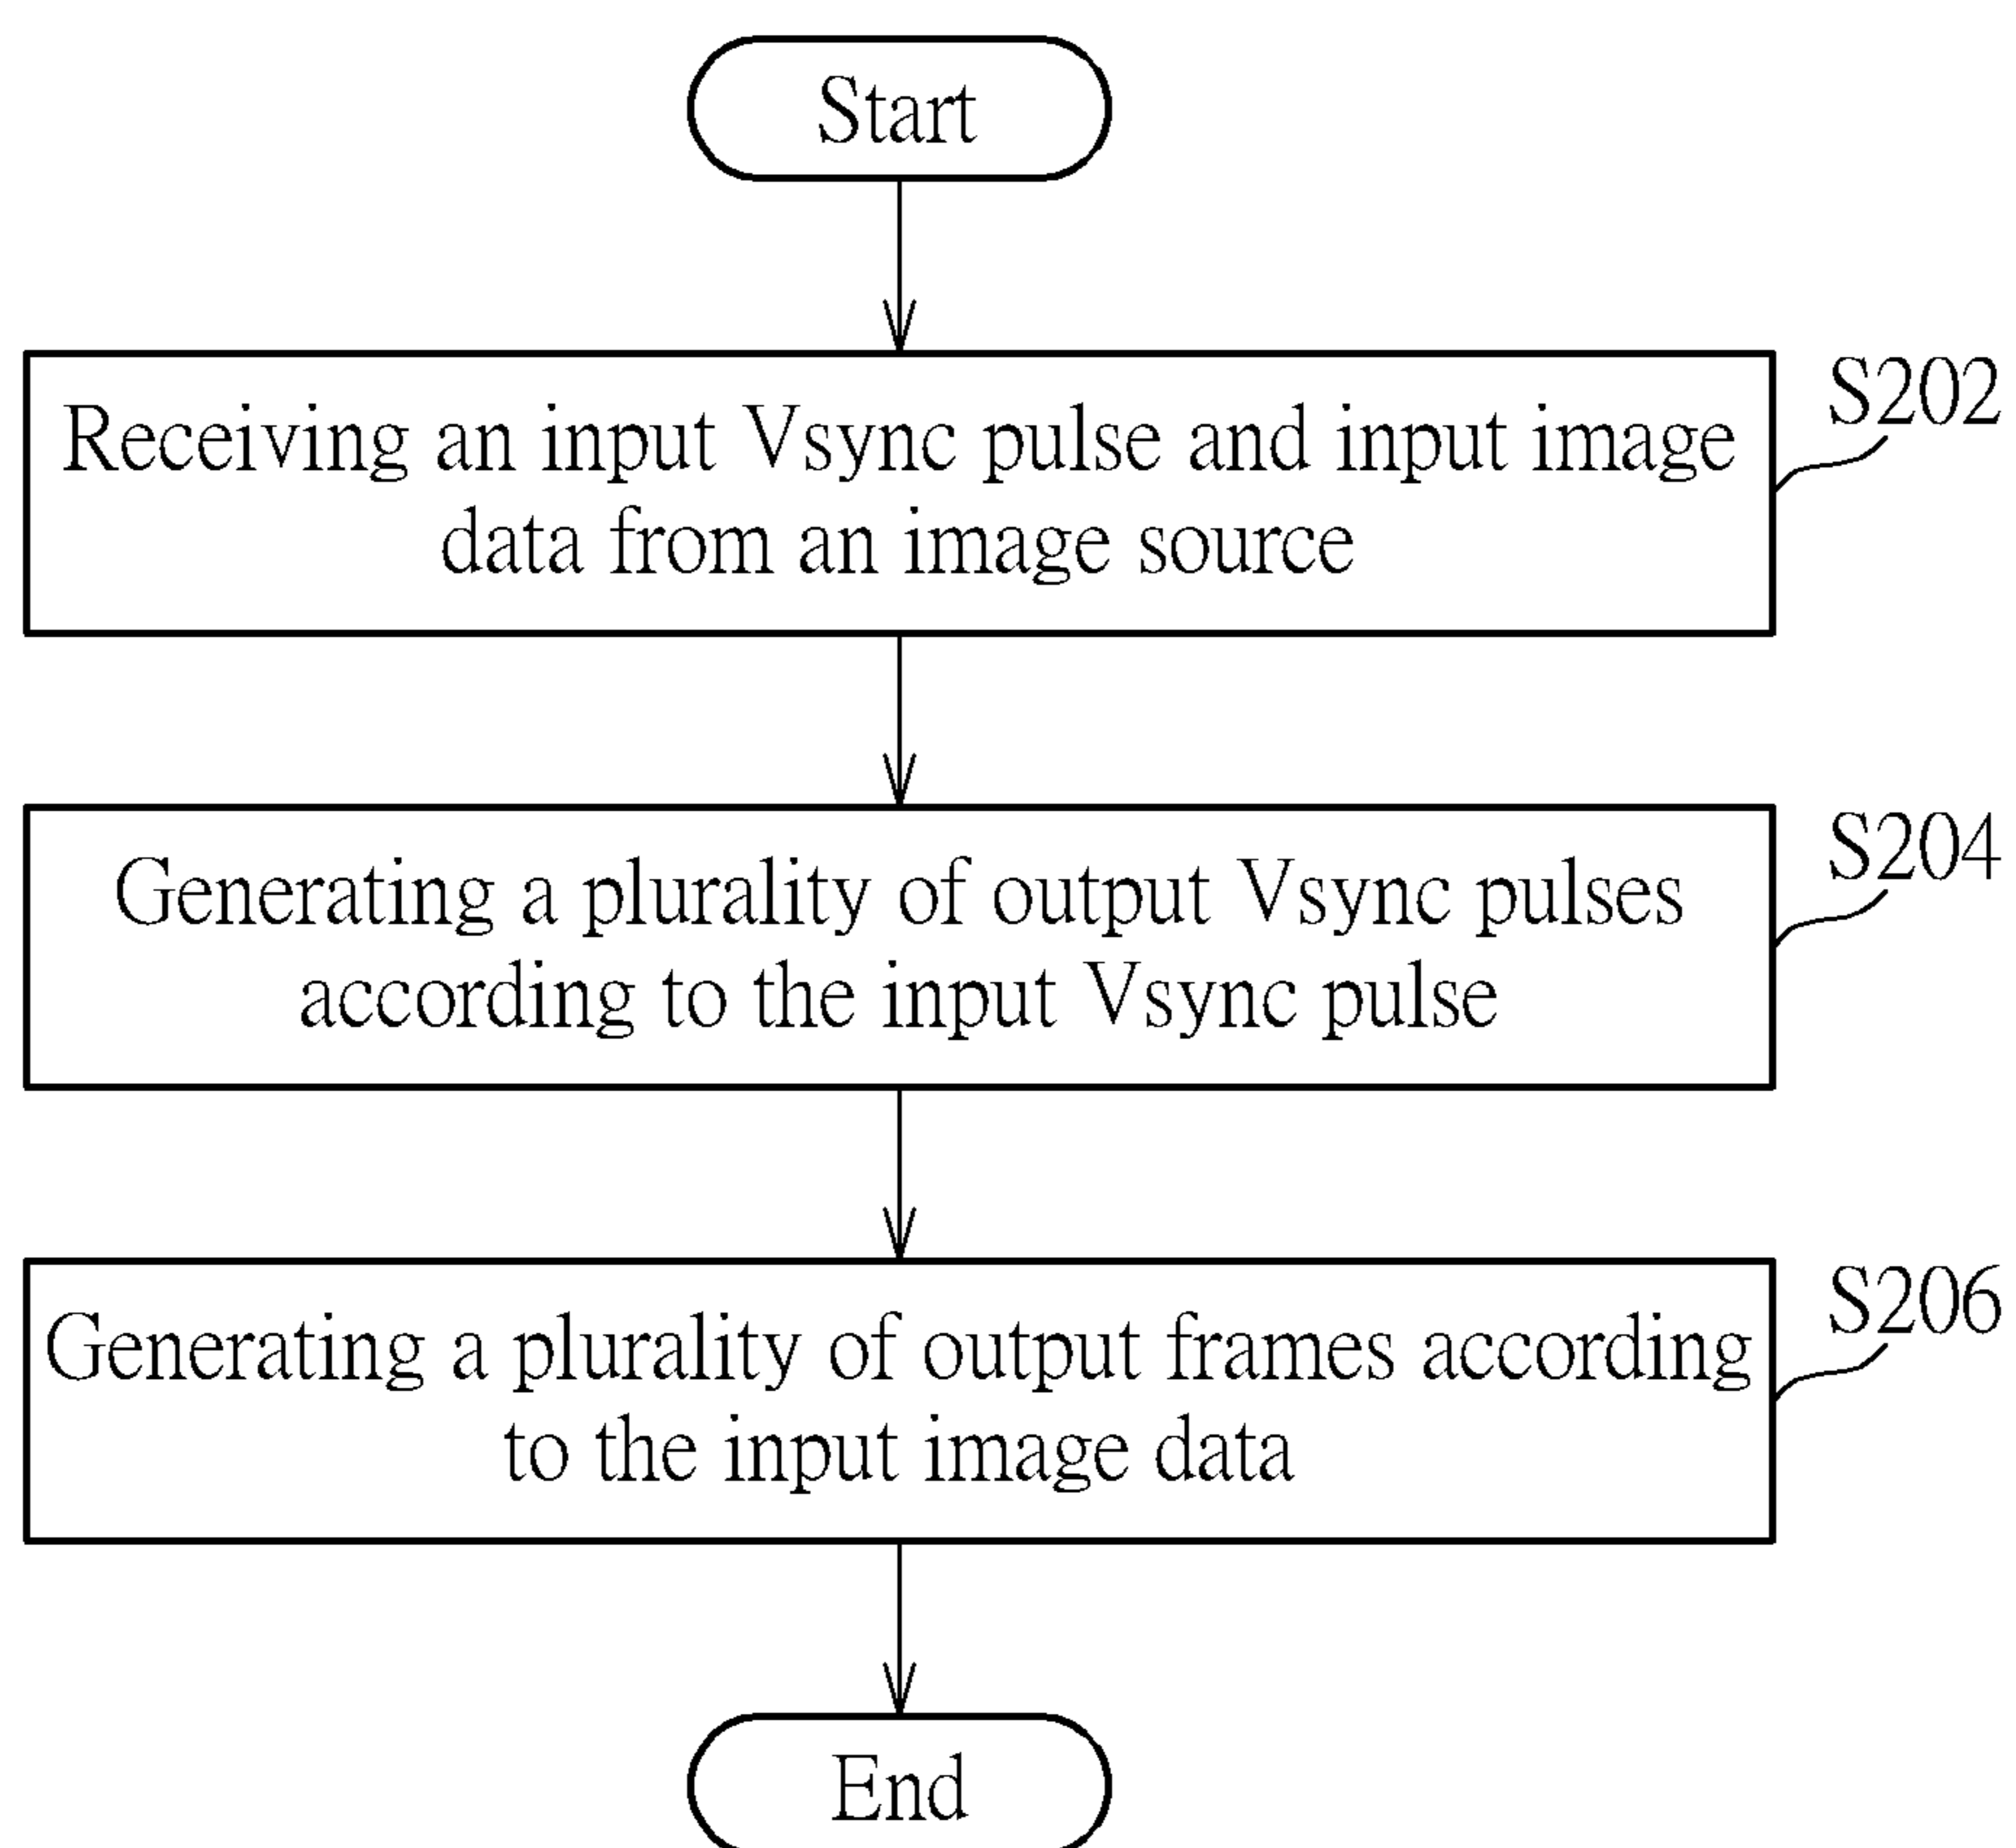 Start
Receiving an input Vsync pulse and input image
data from an image source
S202
Generating a plurality of output Vsync pulses
according to the input Vsync pulse
S204
Generating a plurality of output frames according
to the input image data
S206
End